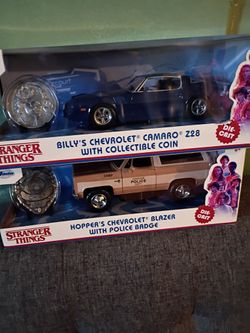 STRANGER
THINGS
BILLY'S CHEVROLET CAMARO Z28
WITH COLLECTIBLE COIN
DIE-
CAST
POLICE
STRANGER
THINGS
HOPPER'S CHEVROLET BLAZER
WITH POLICE BADGE
DIE-
CAST